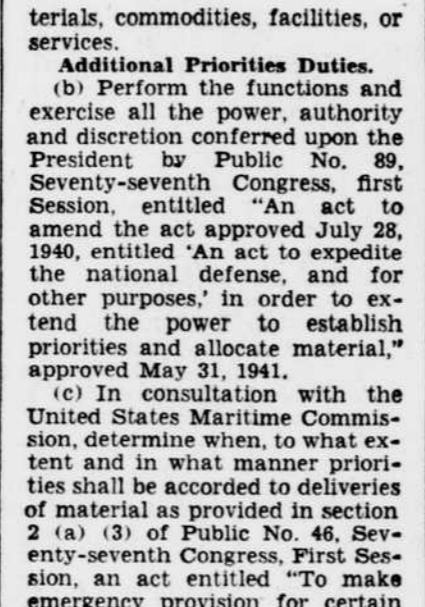 terials, commodities, facilities, or
services.
Additional Priorities Duties.
(b) Perform the functions and
exercise all the power, authority
and discretion conferred upon the
President by Public No. 89,
Seventy-seventh Congress, first
Session, entitled "An act to
amend the act approved July 28,
1940, entitled 'An act to expedite
the national defense, and for
other purposes,' in order to ex-
tend the power to establish
priorities and allocate material,"
approved May 31, 1941.
(c) In consultation with the
United States Maritime Commis-
sion, determine when, to what ex-
tent and in what manner priori-
ties shall be accorded to deliveries
of material as provided in section
2 (a) (3) of Public No. 46, Sev-
enty-seventh Congress, First Ses-
sion, an act entitled "To make
emergency provision for certain